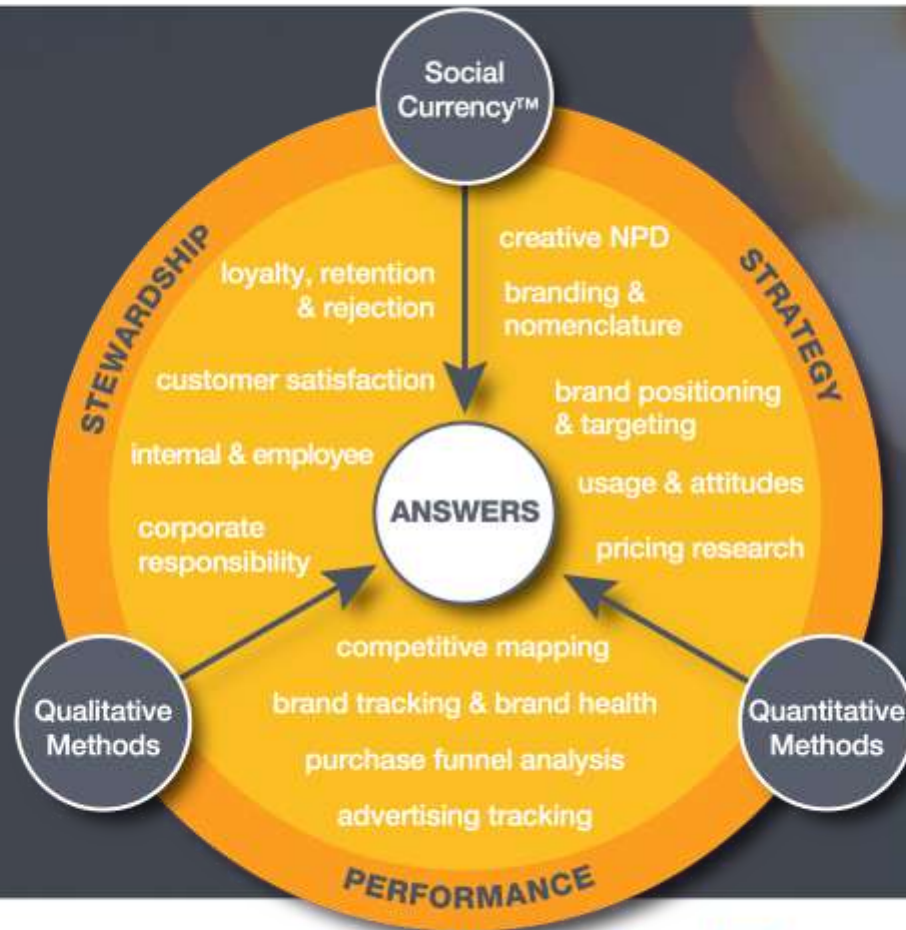 Social
Currency™
STEWARDSHIP
loyalty, retention
& rejection
customer satisfaction
internal & employee
corporate
responsibility
STRATEGY
creative NPD
branding &
nomenclature
brand positioning
& targeting
usage & attitudes
pricing research
ANSWERS
Qualitative
Methods
Quantitative
Methods
competitive mapping
brand tracking & brand health
purchase funnel analysis
advertising tracking
PERFORMANCE